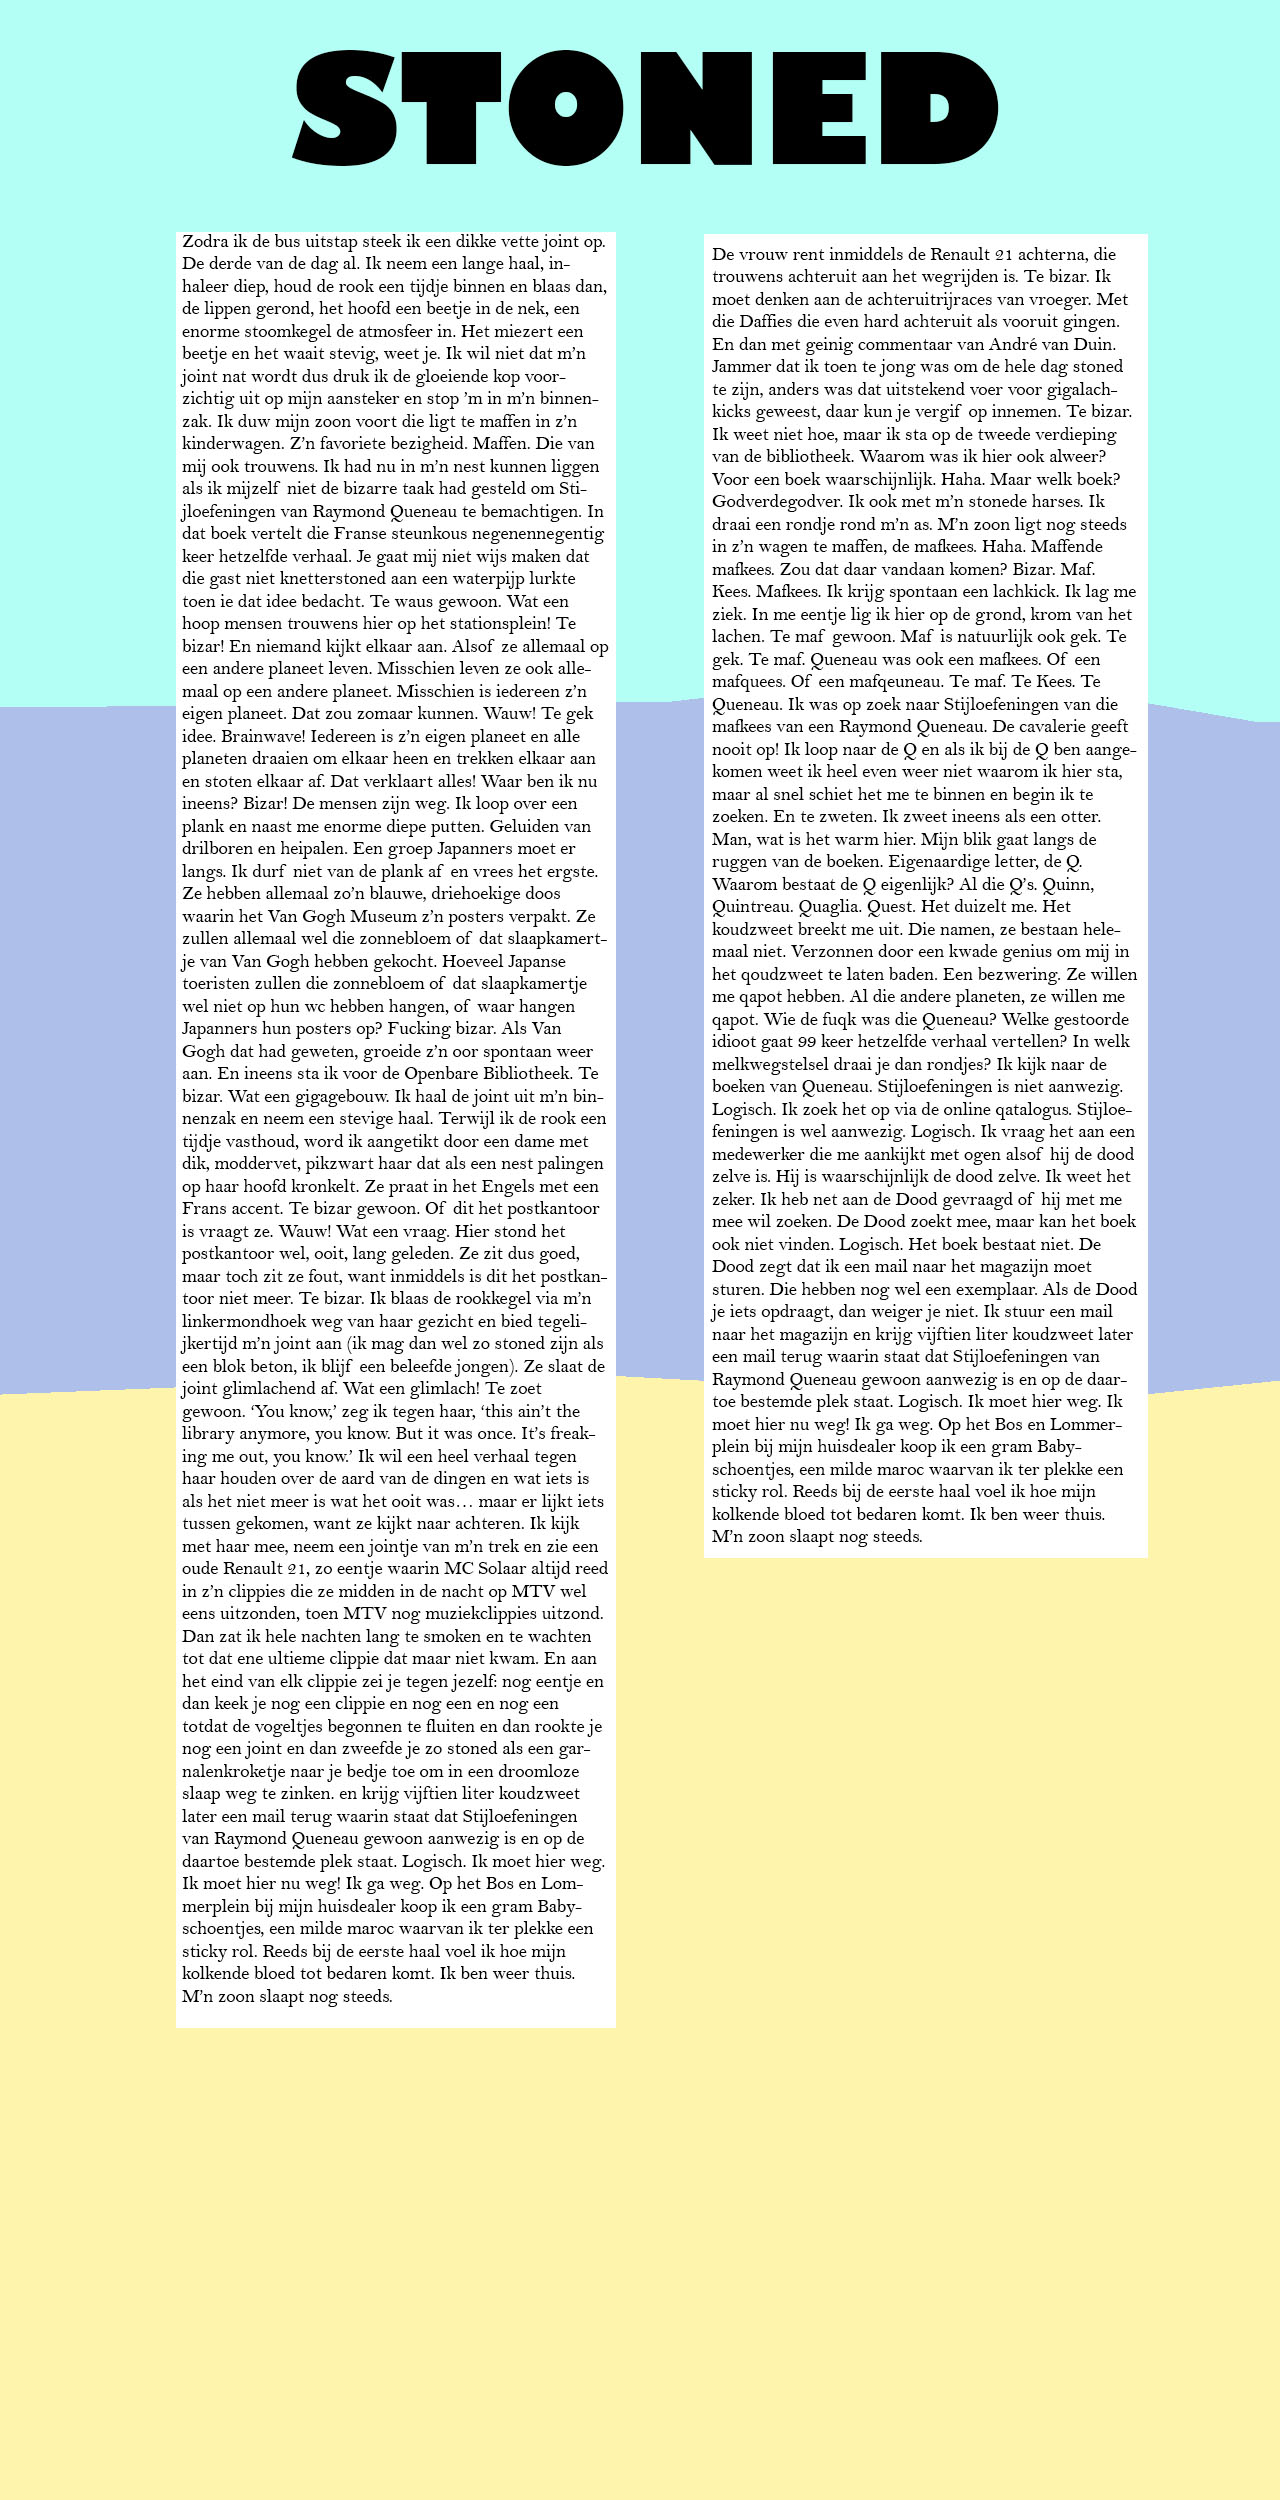 STONED
Zodra ik de bus uitstap steek ik een dikke vette joint op.
De derde van de dag al. Ik neem een lange haal, in-
haleer diep, houd de rook een tijdje binnen en blaas dan,
de lippen gerond, het hoofd een beetje in de nek, een
enorme stoomkegel de atmosfeer in. Het miezert een
beetje en het waait stevig, weet je. Ik wil niet dat m’n
joint nat wordt dus druk ik de gloeiende kop voor-
zichtig uit op mijn aansteker en stop ’m in m’n binnen-
zak. Ik duw mijn zoon voort die ligt te maffen in z’n
kinderwagen. Z’n favoriete bezigheid. Maffen. Die van
mij ook trouwens. Ik had nu in m’n nest kunnen liggen
als ik mijzelf niet de bizarre taak had gesteld om Sti-
jloefeningen van Raymond Queneau te bemachtigen. In
dat boek vertelt die Franse steunkous negenennegentig
keer hetzelfde verhaal. Je gaat mij niet wijs maken dat
die gast niet knetterstoned aan een waterpijp lurkte
toen ie dat idee bedacht. Te waus gewoon. Wat een
hoop mensen trouwens hier op het stationsplein! Te
bizar! En niemand kijkt elkaar aan. Alsof ze allemaal op
een andere planeet leven. Misschien leven ze ook alle-
maal op een andere planeet. Misschien is iedereen z’n
eigen planeet. Dat zou zomaar kunnen. Wauw! Te gek
idee. Brainwave! Iedereen is z’n eigen planeet en alle
planeten draaien om elkaar heen en trekken elkaar aan
en stoten elkaar af. Dat verklaart alles! Waar ben ik nu
ineens? Bizar! De mensen zijn weg. Ik loop over een
plank en naast me enorme diepe putten. Geluiden van
drilboren en heipalen. Een groep Japanners moet er
langs. Ik durf niet van de plank af en vrees het ergste.
Ze hebben allemaal zo’n blauwe, driehoekige doos
waarin het Van Gogh Museum z’n posters verpakt. Ze
zullen allemaal wel die zonnebloem of dat slaapkamert-
je van Van Gogh hebben gekocht. Hoeveel Japanse
toeristen zullen die zonnebloem of dat slaapkamertje
wel niet op hun wc hebben hangen, of waar hangen
Japanners hun posters op? Fucking bizar. Als Van
Gogh dat had geweten, groeide z’n oor spontaan weer
aan. En ineens sta ik voor de Openbare Bibliotheek. Te
bizar. Wat een gigagebouw. Ik haal de joint uit m’n bin-
nenzak en neem een stevige haal. Terwijl ik de rook een
tijdje vasthoud, word ik aangetikt door een dame met
dik, moddervet, pikzwart haar dat als een nest palingen
op haar hoofd kronkelt. Ze praat in het Engels met een
Frans accent. Te bizar gewoon. Of dit het postkantoor
is vraagt ze. Wauw! Wat een vraag. Hier stond het
postkantoor wel, ooit, lang geleden. Ze zit dus goed,
maar toch zit ze fout, want inmiddels is dit het postkan-
toor niet meer. Te bizar. Ik blaas de rookkegel via m’n
linkermondhoek weg van haar gezicht en bied tegeli-
jkertijd m’n joint aan (ik mag dan wel zo stoned zijn als
een blok beton, ik blijf een beleefde jongen). Ze slaat de
joint glimlachend af. Wat een glimlach! Te zoet
gewoon. ‘You know,’ zeg ik tegen haar, ‘this ain’t the
library anymore, you know. But it was once. It’s freak-
ing me out, you know.’ Ik wil een heel verhaal tegen
haar houden over de aard van de dingen en wat iets is
als het niet meer is wat het ooit was… maar er lijkt iets
tussen gekomen, want ze kijkt naar achteren. Ik kijk
met haar mee, neem een jointje van m’n trek en zie een
oude Renault 21, zo eentje waarin MC Solaar altijd reed
in z’n clippies die ze midden in de nacht op MTV wel
eens uitzonden, toen MTV nog muziekclippies uitzond.
Dan zat ik hele nachten lang te smoken en te wachten
tot dat ene ultieme clippie dat maar niet kwam. En aan
het eind van elk clippie zei je tegen jezelf: nog eentje en
dan keek je nog een clippie en nog een en nog een
totdat de vogeltjes begonnen te fluiten en dan rookte je
nog een joint en dan zweefde je zo stoned als een gar-
nalenkroketje naar je bedje toe om in een droomloze
slaap weg te zinken. en krijg vijftien liter koudzweet
later een mail terug waarin staat dat Stijloefeningen
van Raymond Queneau gewoon aanwezig is en op de
daartoe bestemde plek staat. Logisch. Ik moet hier weg.
Ik moet hier nu weg! Ik ga weg. Op het Bos en Lom-
merplein bij mijn huisdealer koop ik een gram Baby-
schoentjes, een milde maroc waarvan ik ter plekke een
sticky rol. Reeds bij de eerste haal voel ik hoe mijn
kolkende bloed tot bedaren komt. Ik ben weer thuis.
M’n zoon slaapt nog steeds.
De vrouw rent inmiddels de Renault 21 achterna, die
trouwens achteruit aan het wegrijden is. Te bizar. Ik
moet denken aan de achteruitrijraces van vroeger. Met
die Daffies die even hard achteruit als vooruit gingen.
En dan met geinig commentaar van André van Duin.
Jammer dat ik toen te jong was om de hele dag stoned
te zijn, anders was dat uitstekend voer voor gigalach-
kicks geweest, daar kun je vergif op innemen. Te bizar.
Ik weet niet hoe, maar ik sta op de tweede verdieping
van de bibliotheek. Waarom was ik hier ook alweer?
Voor een boek waarschijnlijk. Haha. Maar welk boek?
Godverdegodver. Ik ook met m’n stonede harses. Ik
draai een rondje rond m’n as. M’n zoon ligt nog steeds
in z’n wagen te maffen, de mafkees. Haha. Maffende
mafkees. Zou dat daar vandaan komen? Bizar. Maf.
Kees. Mafkees. Ik krijg spontaan een lachkick. Ik lag me
ziek. In me eentje lig ik hier op de grond, krom van het
lachen. Te maf gewoon. Maf is natuurlijk ook gek. Te
gek. Te maf. Queneau was ook een mafkees. Of een
mafquees. Of een mafqeuneau. Te maf. Te Kees. Te
Queneau. Ik was op zoek naar Stijloefeningen van die
mafkees van een Raymond Queneau. De cavalerie geeft
nooit op! Ik loop naar de Q en als ik bij de Q ben aange-
komen weet ik heel even weer niet waarom ik hier sta,
maar al snel schiet het me te binnen en begin ik te
zoeken. En te zweten. Ik zweet ineens als een otter.
Man, wat is het warm hier. Mijn blik gaat langs de
ruggen van de boeken. Eigenaardige letter, de Q.
Waarom bestaat de Q eigenlijk? Al die Q’s. Quinn,
Quintreau. Quaglia. Quest. Het duizelt me. Het
koudzweet breekt me uit. Die namen, ze bestaan hele-
maal niet. Verzonnen door een kwade genius om mij in
het qoudzweet te laten baden. Een bezwering. Ze willen
me qapot hebben. Al die andere planeten, ze willen me
qapot. Wie de fuqk was die Queneau? Welke gestoorde
idioot gaat 99 keer hetzelfde verhaal vertellen? In welk
melkwegstelsel draai je dan rondjes? Ik kijk naar de
boeken van Queneau. Stijloefeningen is niet aanwezig.
Logisch. Ik zoek het op via de online qatalogus. Stijloe-
feningen is wel aanwezig. Logisch. Ik vraag het aan een
medewerker die me aankijkt met ogen alsof hij de dood
zelve is. Hij is waarschijnlijk de dood zelve. Ik weet het
zeker. Ik heb net aan de Dood gevraagd of hij met me
mee wil zoeken. De Dood zoekt mee, maar kan het boek
ook niet vinden. Logisch. Het boek bestaat niet. De
Dood zegt dat ik een mail naar het magazijn moet
sturen. Die hebben nog wel een exemplaar. Als de Dood
je iets opdraagt, dan weiger je niet. Ik stuur een mail
naar het magazijn en krijg vijftien liter koudzweet later
een mail terug waarin staat dat Stijloefeningen van
Raymond Queneau gewoon aanwezig is en op de daar-
toe bestemde plek staat. Logisch. Ik moet hier weg. Ik
moet hier nu weg! Ik ga weg. Op het Bos en Lommer-
plein bij mijn huisdealer koop ik een gram Baby-
schoentjes, een milde maroc waarvan ik ter plekke een
sticky rol. Reeds bij de eerste haal voel ik hoe mijn
kolkende bloed tot bedaren komt. Ik ben weer thuis.
M’n zoon slaapt nog steeds.